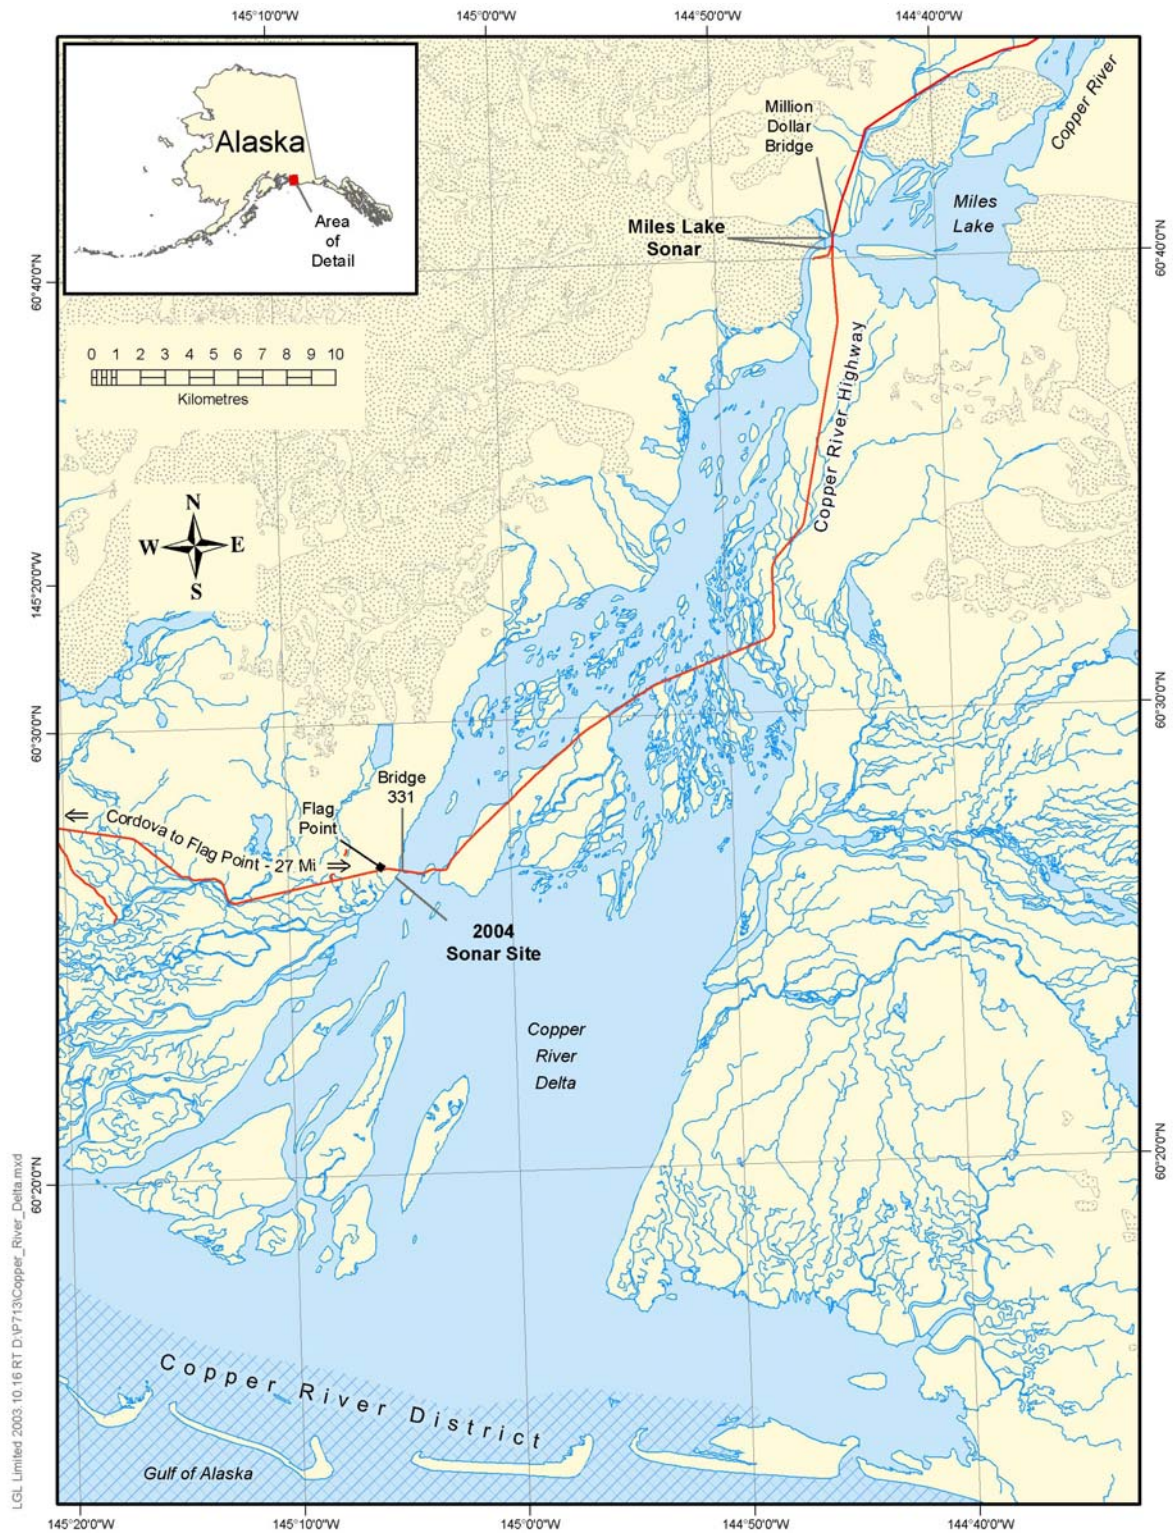 145°10'0"W
145°0'0"W
144°50'0"W
144°40'0"W
Alaska
Area
of
Detail
Million
Dollar
Bridge
Copper River
Miles
Lake
Miles Lake
Sonar
60°40'0"N
60°40'0"N
0 1 2 3 4 5 6 7 8 9 10
Kilometres
Copper River Highway
N
W E
S
145°20'0"W
60°30'0"N
60°30'0"N
Bridge
331
Flag
Point
Cordova to Flag Point - 27 Mi
2004
Sonar Site
Copper
River
Delta
60°20'0"N
60°20'0"N
Copper River District
Gulf of Alaska
LGL Limited 2003.10.16 RT D:\P713\Copper_River_Delta.mxd
145°20'0"W
145°10'0"W
145°0'0"W
144°50'0"W
144°40'0"W